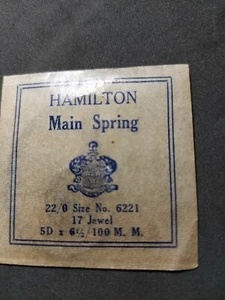 HAMILTON
Main Spring
22/0 Size No. 6221
17 Jewel
5D x 6½/100 M. M.